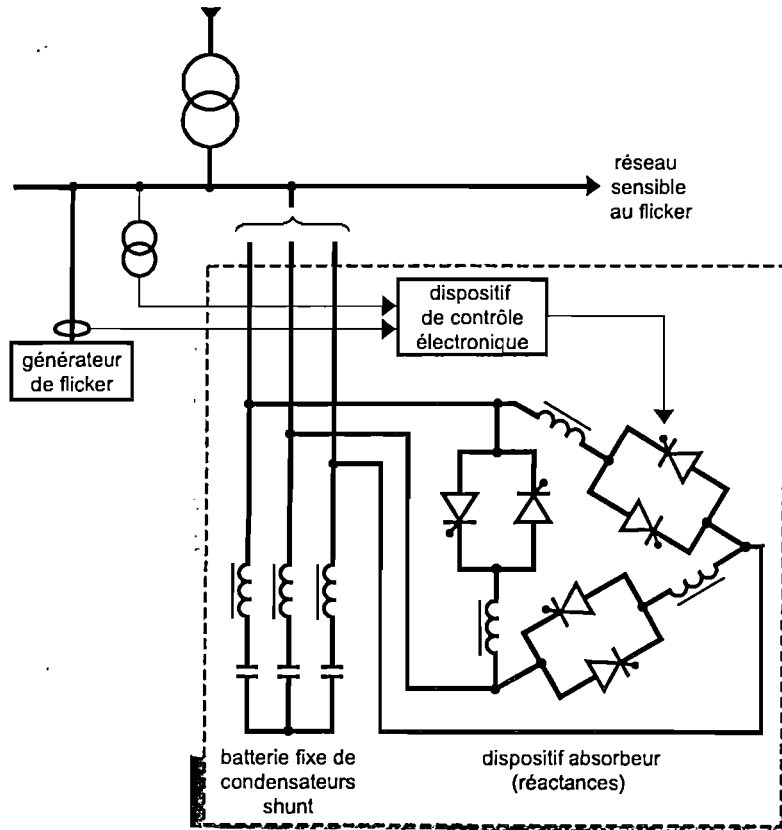 réseau
sensible
au flicker
dispositif
de contrôle
électronique
générateur
de flicker
batterie fixe de
condensateurs
shunt
dispositif absorbeur
(réactances)